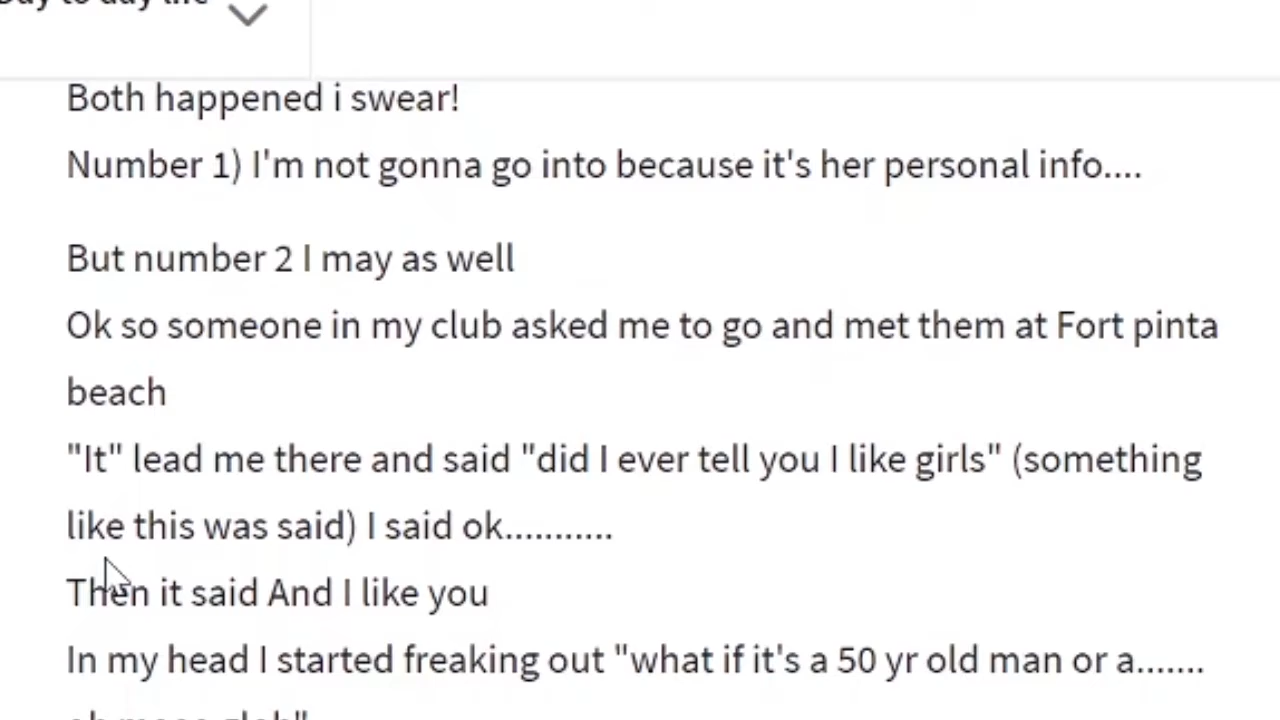 Day to day life
Both happened i swear!
Number 1) I'm not gonna go into because it's her personal info....
But number 2 I may as well
Ok so someone in my club asked me to go and met them at Fort pinta
beach
"It" lead me there and said "did I ever tell you I like girls" (something
like this was said) I said ok...........
Then it said And I like you
In my head I started freaking out "what if it's a 50 yr old man or a.......